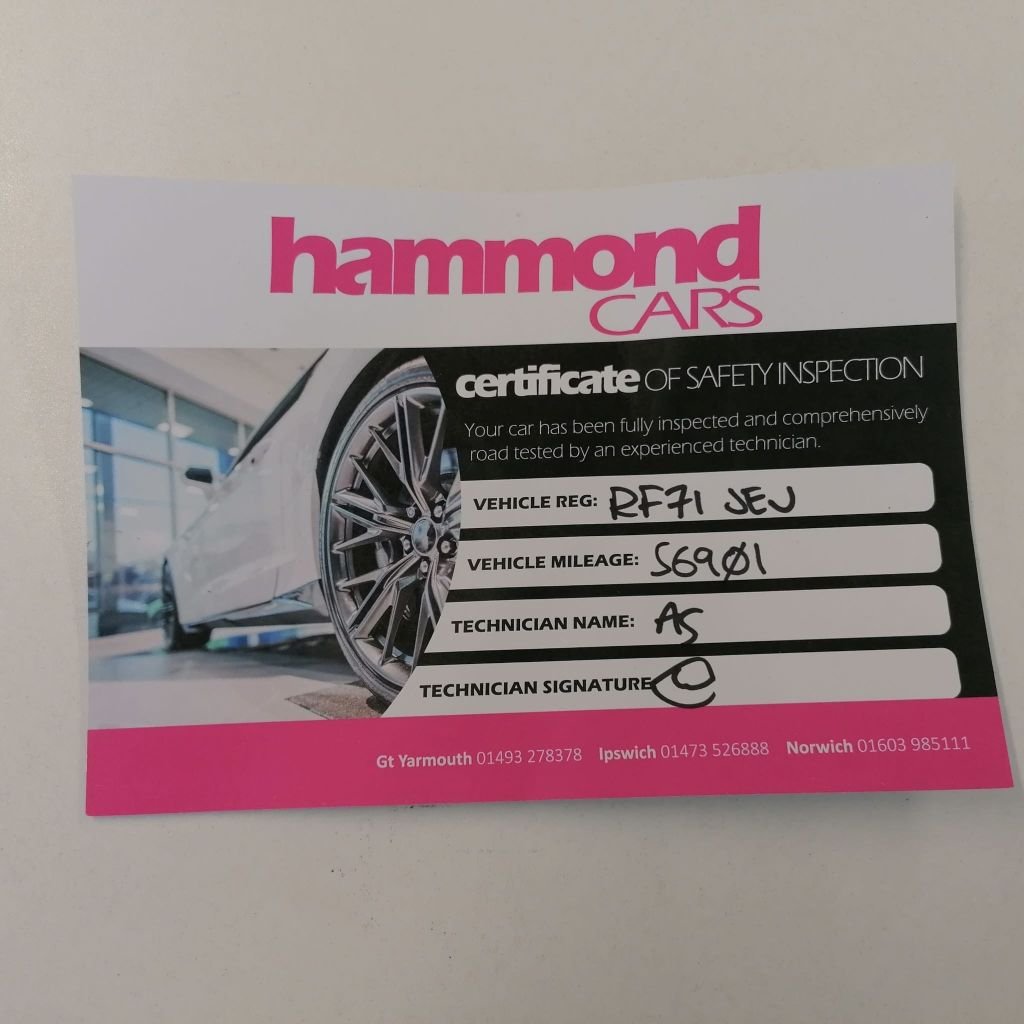 hammond
CARS
certificate OF SAFETY INSPECTION
Your car has been fully inspected and comprehensively
road tested by an experienced technician.
VEHICLE REG: RF71 JEJ
VEHICLE MILEAGE: 56901
TECHNICIAN NAME: AS
TECHNICIAN SIGNATURE
Gt Yarmouth 01493 278378 Ipswich 01473 526888 Norwich 01603 985111